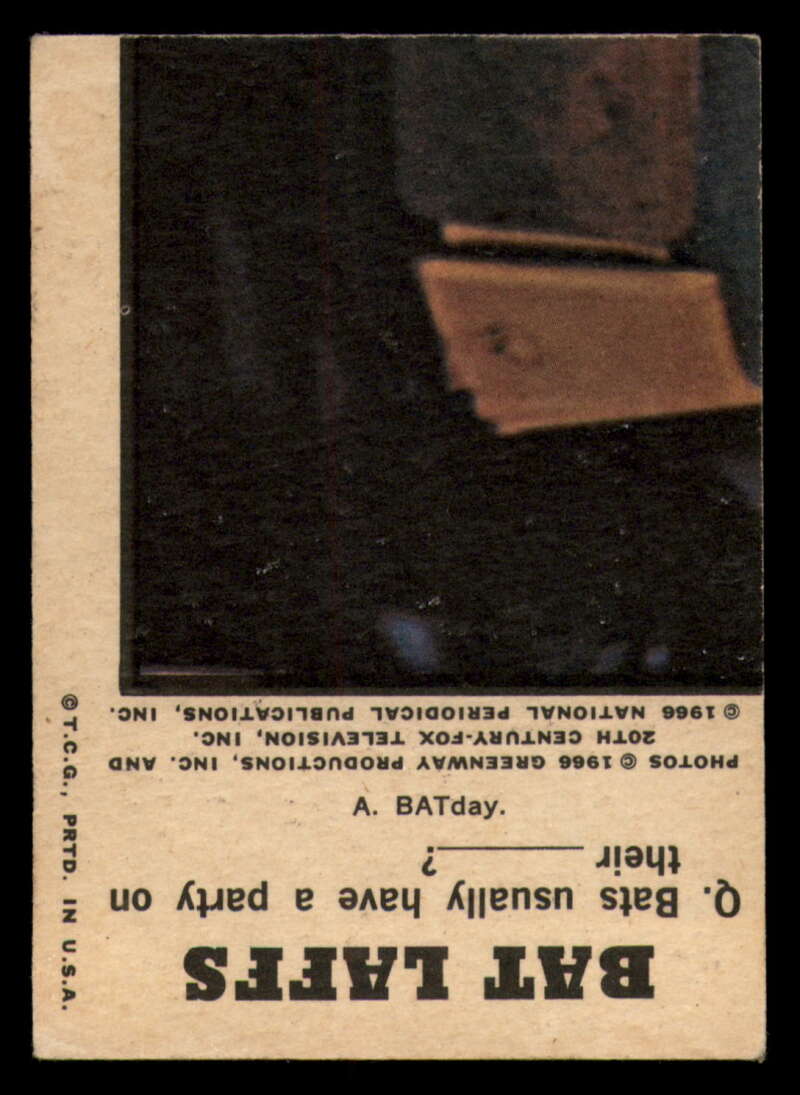 BAT LAFFS
Q. Bats usually have a party on
their ________?
A. BATday.
PHOTOS © 1966 GREENWAY PRODUCTIONS, INC. AND
20TH CENTURY-FOX TELEVISION, INC.
© 1966 NATIONAL PERIODICAL PUBLICATIONS, INC.
© T.C.G., PRTD. IN U.S.A.